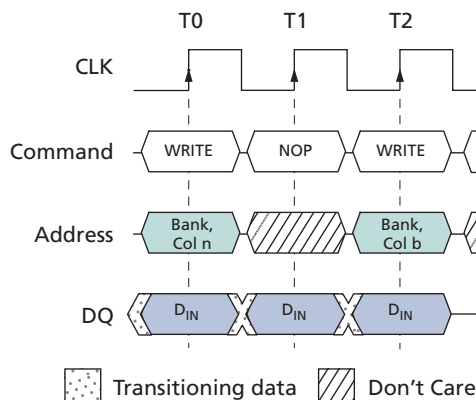 T0 T1 T2
CLK
Command WRITE NOP WRITE
Address Bank, Col n Bank, Col b
DQ DIN DIN DIN
Transitioning data Don't Care